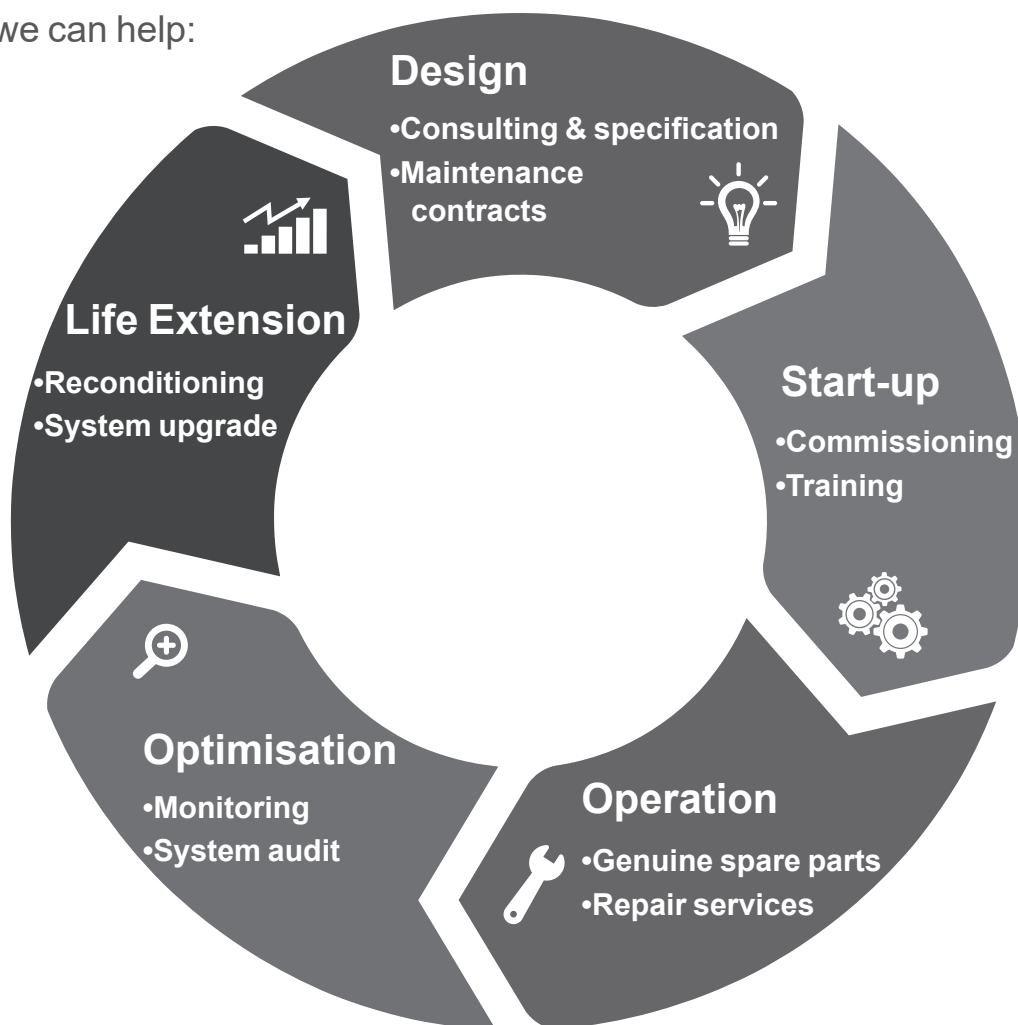 we can help:
Design
•Consulting & specification
•Maintenance
contracts
Start-up
•Commissioning
•Training
Operation
•Genuine spare parts
•Repair services
Optimisation
•Monitoring
•System audit
Life Extension
•Reconditioning
•System upgrade